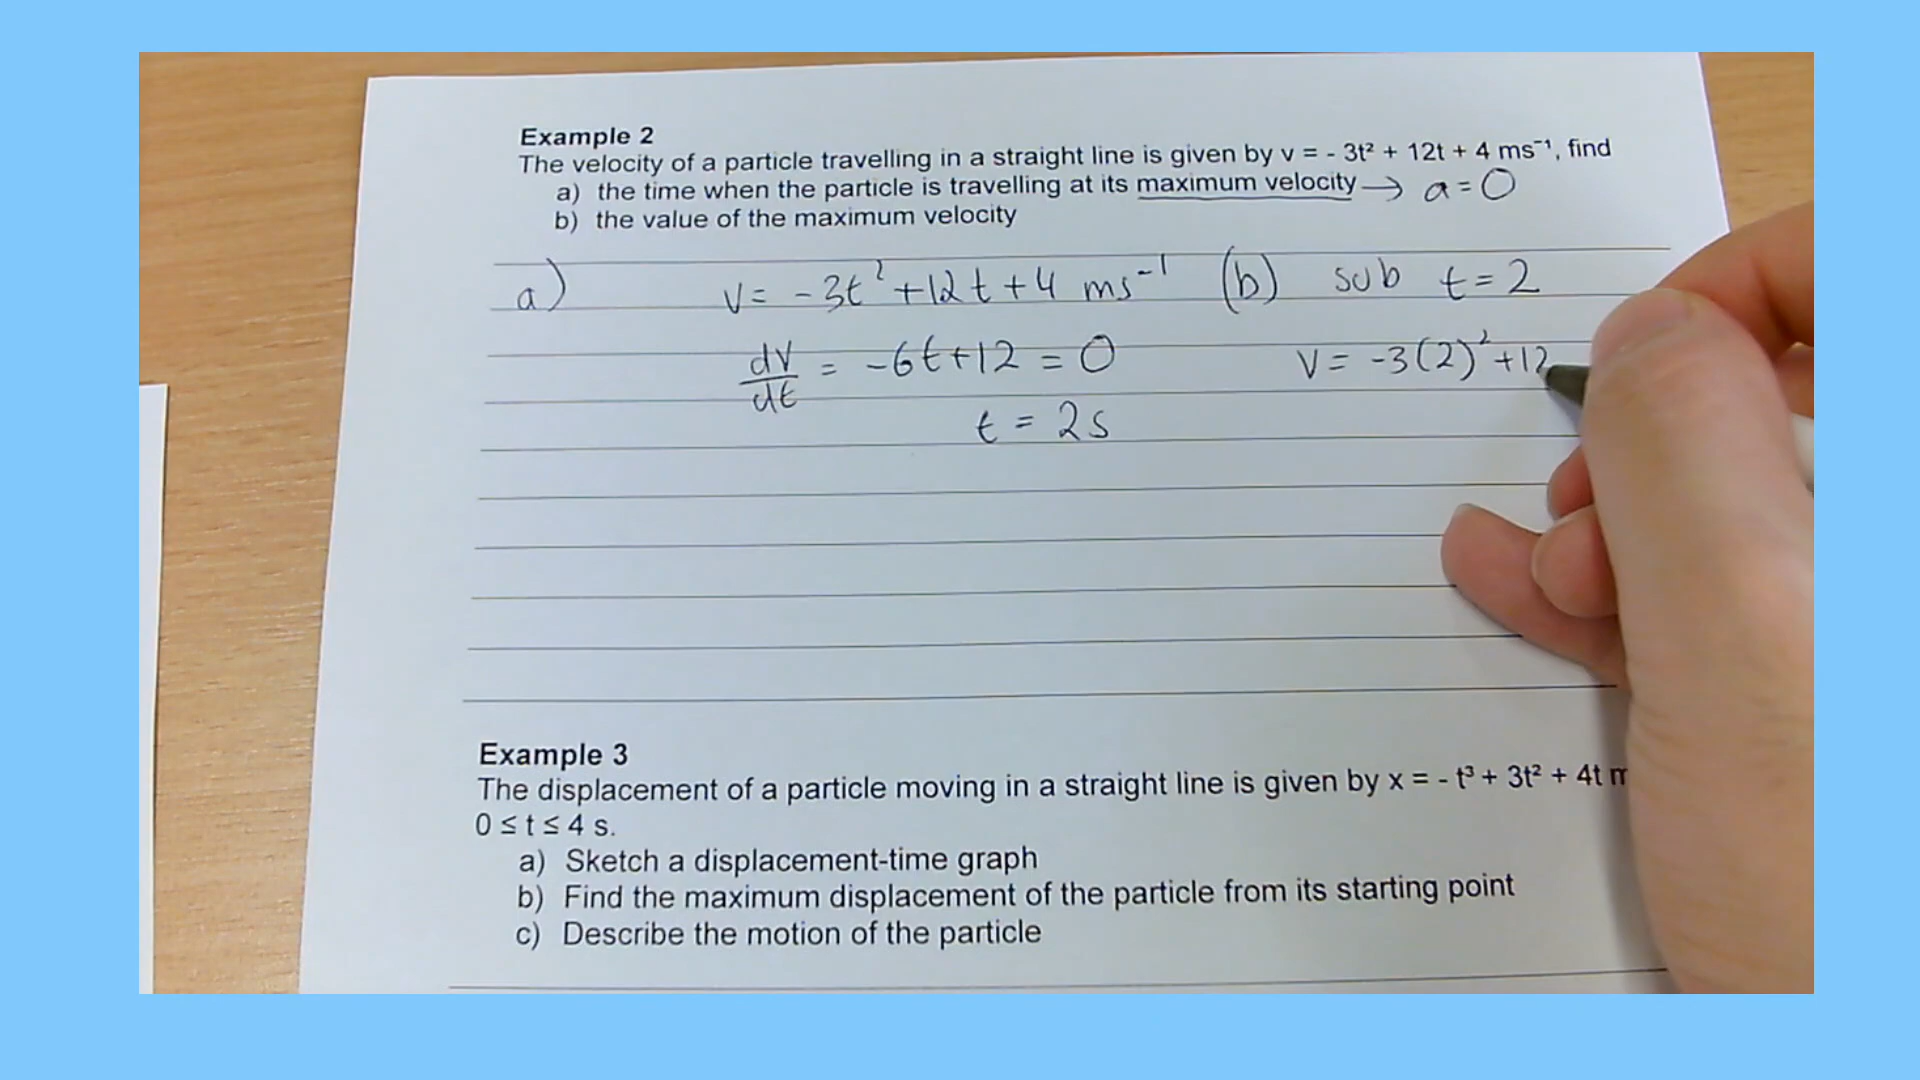 Example 2
The velocity of a particle travelling in a straight line is given by v = - 3t² + 12t + 4 ms⁻¹, find
a) the time when the particle is travelling at its maximum velocity → a = 0
b) the value of the maximum velocity
a) v = -3t² + 12t + 4 ms⁻¹
dv/dt = -6t + 12 = 0
t = 2s
(b) sub t = 2
v = -3(2)² + 12
Example 3
The displacement of a particle moving in a straight line is given by x = - t³ + 3t² + 4t
0 ≤ t ≤ 4 s.
a) Sketch a displacement-time graph
b) Find the maximum displacement of the particle from its starting point
c) Describe the motion of the particle